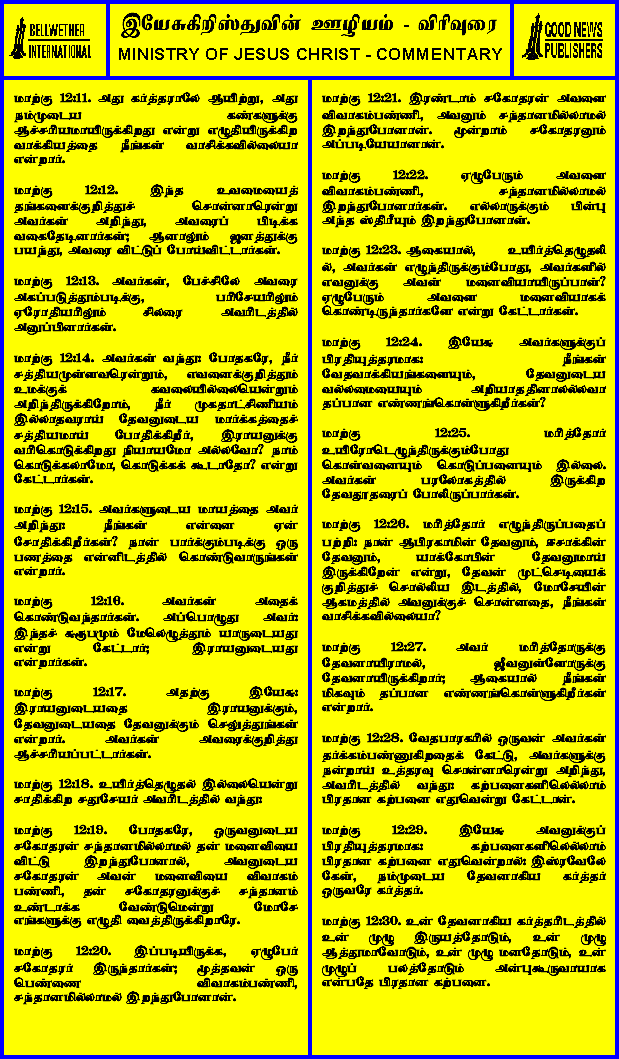 BELLWETHER
INTERNATIONAL
இயேசுகிறிஸ்துவின் ஊழியம் - விரிவுரை
MINISTRY OF JESUS CHRIST - COMMENTARY
GOOD NEWS
PUBLISHERS
மாற்கு 12:11. அது கர்த்தராலே ஆயிற்று, அது
நம்முடைய கண்களுக்கு
ஆச்சரியமாயிருக்கிறது என்று எழுதியிருக்கிற
வாக்கியத்தை நீங்கள் வாசிக்கவில்லையா
என்றார்.
மாற்கு 12:12. இந்த உவமையைத்
தங்களைக்குறித்துச் சொன்னாரென்று
அவர்கள் அறிந்து, அவரைப் பிடிக்க
வகைதேடினார்கள்; ஆனாலும் ஜனத்துக்கு
பயந்து, அவரை விட்டுப் போய்விட்டார்கள்.
மாற்கு 12:13. அவர்கள், பேச்சிலே அவரை
அகப்படுத்தும்படிக்கு, பரிசேயரிலும்
ஏரோதியரிலும் சிலரை அவரிடத்தில்
அனுப்பினார்கள்.
மாற்கு 12:14. அவர்கள் வந்து: போதகரே, நீர்
சத்தியமுள்ளவரென்றும், எவனைக்குறித்தும்
உமக்குக் கவலையில்லையென்றும்
அறிந்திருக்கிறோம், நீர் முகதாட்சிணியம்
இல்லாதவராய் தேவனுடைய மார்க்கத்தைச்
சத்தியமாய் போதிக்கிறீர், இராயனுக்கு
வரிகொடுக்கிறது நியாயமோ அல்லவோ? நாம்
கொடுக்கலாமோ, கொடுக்கக் கூடாதோ? என்று
கேட்டார்கள்.
மாற்கு 12:15. அவர்களுடைய மாயத்தை அவர்
அறிந்து: நீங்கள் என்னை ஏன்
சோதிக்கிறீர்கள்? நான் பார்க்கும்படிக்கு ஒரு
பணத்தை என்னிடத்தில் கொண்டுவாருங்கள்
என்றார்.
மாற்கு 12:16. அவர்கள் அதைக்
கொண்டுவந்தார்கள். அப்பொழுது அவர்:
இந்தச் சுரூபமும் மேலெழுத்தும் யாருடையது
என்று கேட்டார்; இராயனுடையது
என்றார்கள்.
மாற்கு 12:17. அதற்கு இயேசு:
இராயனுடையதை இராயனுக்கும்,
தேவனுடையதை தேவனுக்கும் செலுத்துங்கள்
என்றார். அவர்கள் அவரைக்குறித்து
ஆச்சரியப்பட்டார்கள்.
மாற்கு 12:18. உயிர்த்தெழுதல் இல்லையென்று
சாதிக்கிற சதுசேயர் அவரிடத்தில் வந்து:
மாற்கு 12:19. போதகரே, ஒருவனுடைய
சகோதரன் சந்தானமில்லாமல் தன் மனைவியை
விட்டு இறந்துபோனால், அவனுடைய
சகோதரன் அவன் மனைவியை விவாகம்
பண்ணி, தன் சகோதரனுக்குச் சந்தானம்
உண்டாக்க வேண்டுமென்று மோசே
எங்களுக்கு எழுதி வைத்திருக்கிறாரே.
மாற்கு 12:20. இப்படியிருக்க, ஏழுபேர்
சகோதரர் இருந்தார்கள்; மூத்தவன் ஒரு
பெண்ணை விவாகம்பண்ணி,
சந்தானமில்லாமல் இறந்துபோனான்.
மாற்கு 12:21. இரண்டாம் சகோதரன் அவனை
விவாகம்பண்ணி, அவனும் சந்தானமில்லாமல்
இறந்துபோனான். மூன்றாம் சகோதரனும்
அப்படியேயானான்.
மாற்கு 12:22. ஏழுபேரும் அவனை
விவாகம்பண்ணி, சந்தானமில்லாமல்
இறந்துபோனார்கள். எல்லாருக்கும் பின்பு
அந்த ஸ்திரீயும் இறந்துபோனாள்.
மாற்கு 12:23. ஆகையால், உயிர்த்தெழுதலி
ல், அவர்கள் எழுந்திருக்கும்போது, அவர்களில்
எவனுக்கு அவள் மனைவியாயிருப்பாள்?
ஏழுபேரும் அவனை மனைவியாகக்
கொண்டிருந்தார்களே என்று கேட்டார்கள்.
மாற்கு 12:24. இயேசு அவர்களுக்குப்
பிரதியுத்தரமாக: நீங்கள்
வேதவாக்கியங்களையும், தேவனுடைய
வல்லமையையும் அறியாததினாலல்லவா
தப்பான எண்ணங்கொள்ளுகிறீர்கள்?
மாற்கு 12:25. மரித்தோர்
உயிரோடெழுந்திருக்கும்போது
கொள்வனையும் கொடுப்பனையும் இல்லை.
அவர்கள் பரலோகத்தில் இருக்கிற
தேவதூதரைப் போலிருப்பார்கள்.
மாற்கு 12:26. மரித்தோர் எழுந்திருப்பதைப்
பற்றி: நான் ஆபிரகாமின் தேவனும், ஈசாக்கின்
தேவனும், யாக்கோபின் தேவனுமாய்
இருக்கிறேன் என்று, தேவன் முட்செடியைக்
குறித்துச் சொல்லிய இடத்தில், மோசேயின்
ஆகமத்தில் அவனுக்குச் சொன்னதை, நீங்கள்
வாசிக்கவில்லையா?
மாற்கு 12:27. அவர் மரித்தோருக்கு
தேவனாயிராமல், ஜீவனுள்ளோருக்கு
தேவனாயிருக்கிறார்; ஆகையால் நீங்கள்
மிகவும் தப்பான எண்ணங்கொள்ளுகிறீர்கள்
என்றார்.
மாற்கு 12:28. வேதபாரகரில் ஒருவன் அவர்கள்
தர்க்கம்பண்ணுகிறதைக் கேட்டு, அவர்களுக்கு
நன்றாய் உத்தரவு சொன்னாரென்று அறிந்து,
அவரிடத்தில் வந்து: கற்பனைகளிலெல்லாம்
பிரதான கற்பனை எதுவென்று கேட்டான்.
மாற்கு 12:29. இயேசு அவனுக்குப்
பிரதியுத்தரமாக: கற்பனைகளிலெல்லாம்
பிரதான கற்பனை எதுவென்றால்: இஸ்ரவேலே
கேள், நம்முடைய தேவனாகிய கர்த்தர்
ஒருவரே கர்த்தர்.
மாற்கு 12:30. உன் தேவனாகிய கர்த்தரிடத்தில்
உன் முழு இருயத்தோடும், உன் முழு
ஆத்துமாவோடும், உன் முழு மனதோடும், உன்
முழுப் பலத்தோடும் அன்புகூருவாயாக
என்பதே பிரதான கற்பனை.